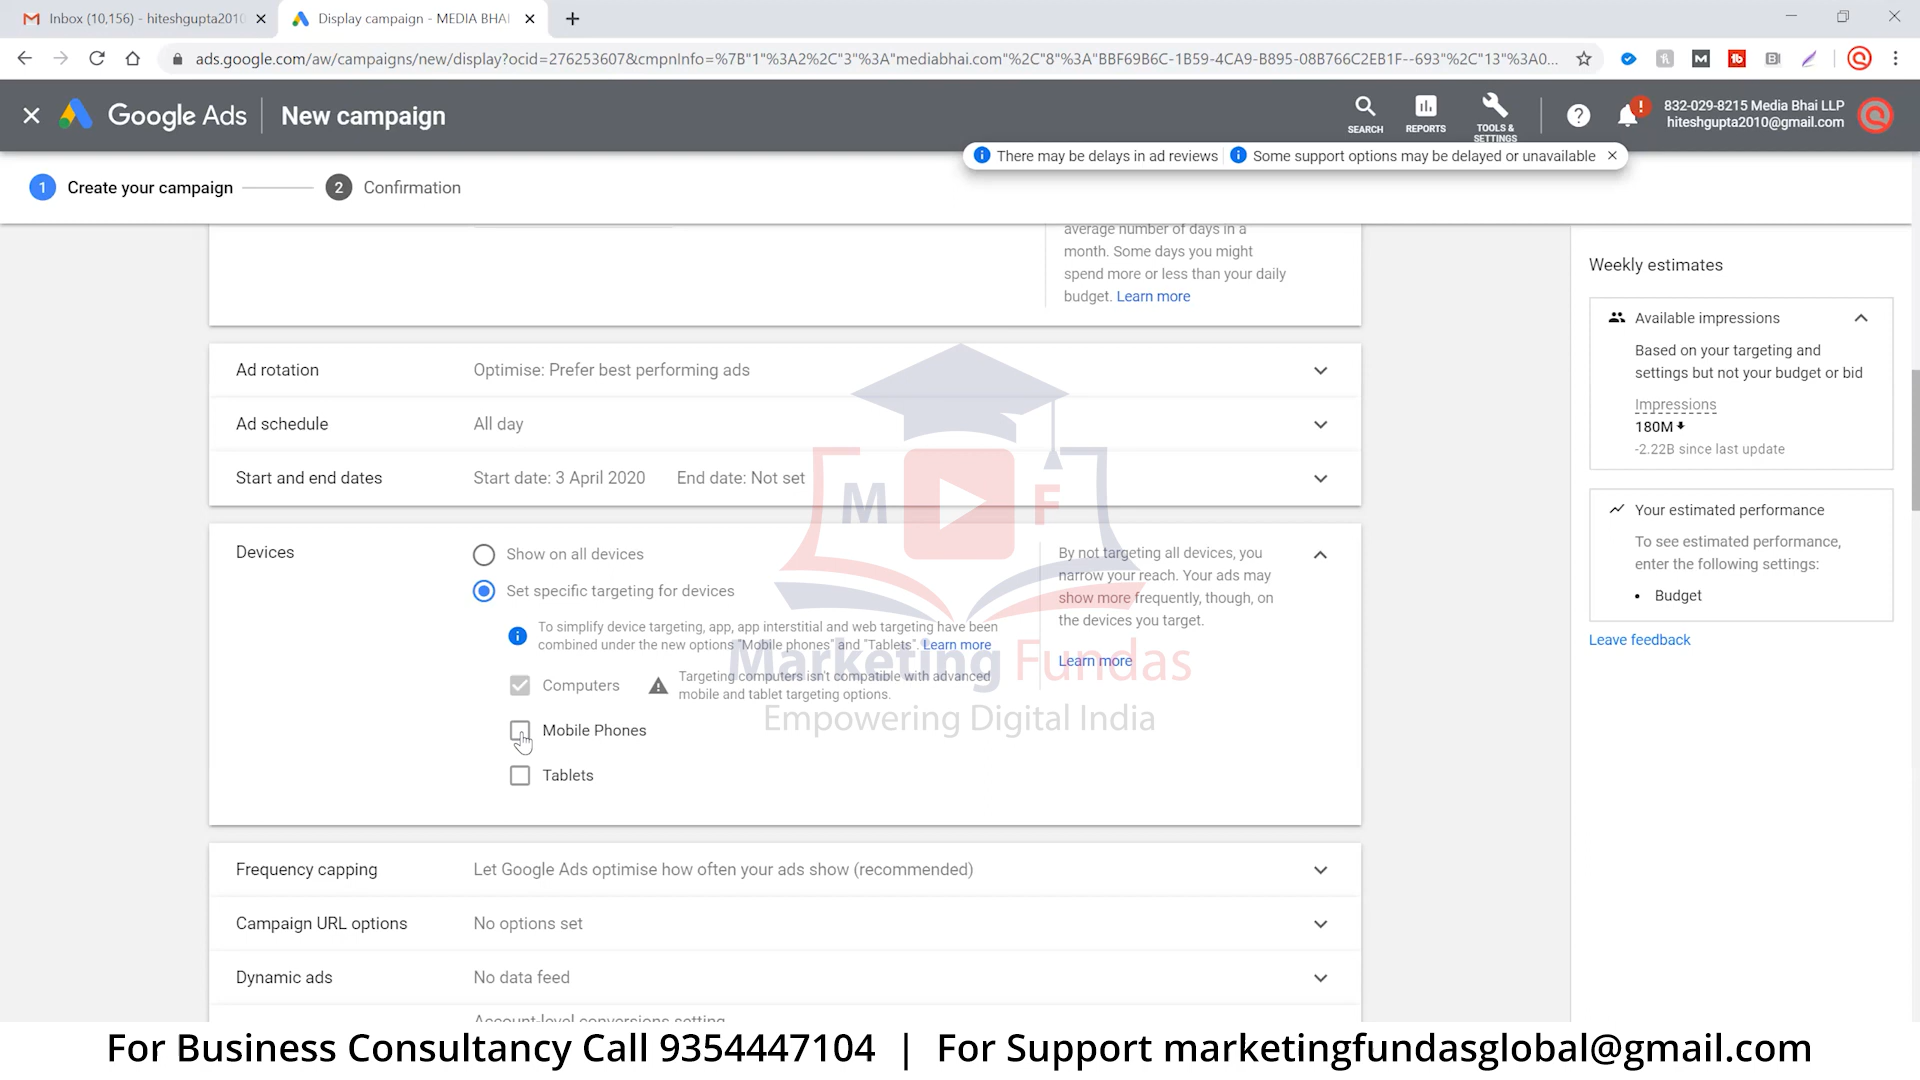 Inbox (10,156) - hiteshgupta2010
Display campaign - MEDIA BHAI
ads.google.com/aw/campaigns/new/display?ocid=276253607&cmpnInfo=%7B"1"%3A2%2C"3"%3A"mediabhai.com"%2C"8"%3A"BBF69B6C-1B59-4CA9-B895-08B766C2EB1F--693"%2C"13"%3A0...
Google Ads
New campaign
SEARCH
REPORTS
TOOLS &
SETTINGS
832-029-8215 Media Bhai LLP
hiteshgupta2010@gmail.com
There may be delays in ad reviews
Some support options may be delayed or unavailable
1 Create your campaign
2 Confirmation
average number of days in a
month. Some days you might
spend more or less than your daily
budget. Learn more
Ad rotation
Optimise: Prefer best performing ads
Ad schedule
All day
Start and end dates
Start date: 3 April 2020
End date: Not set
Devices
Show on all devices
Set specific targeting for devices
To simplify device targeting, app, app interstitial and web targeting have been
combined under the new options "Mobile phones" and "Tablets". Learn more
Computers
Targeting computers isn't compatible with advanced
mobile and tablet targeting options.
Mobile Phones
Tablets
By not targeting all devices, you
narrow your reach. Your ads may
show more frequently, though, on
the devices you target.
Learn more
M F
Marketing Fundas
Empowering Digital India
Frequency capping
Let Google Ads optimise how often your ads show (recommended)
Campaign URL options
No options set
Dynamic ads
No data feed
Account-level conversions setting
Weekly estimates
Available impressions
Based on your targeting and
settings but not your budget or bid
Impressions
180M
-2.22B since last update
Your estimated performance
To see estimated performance,
enter the following settings:
• Budget
Leave feedback
For Business Consultancy Call 9354447104 | For Support marketingfundasglobal@gmail.com